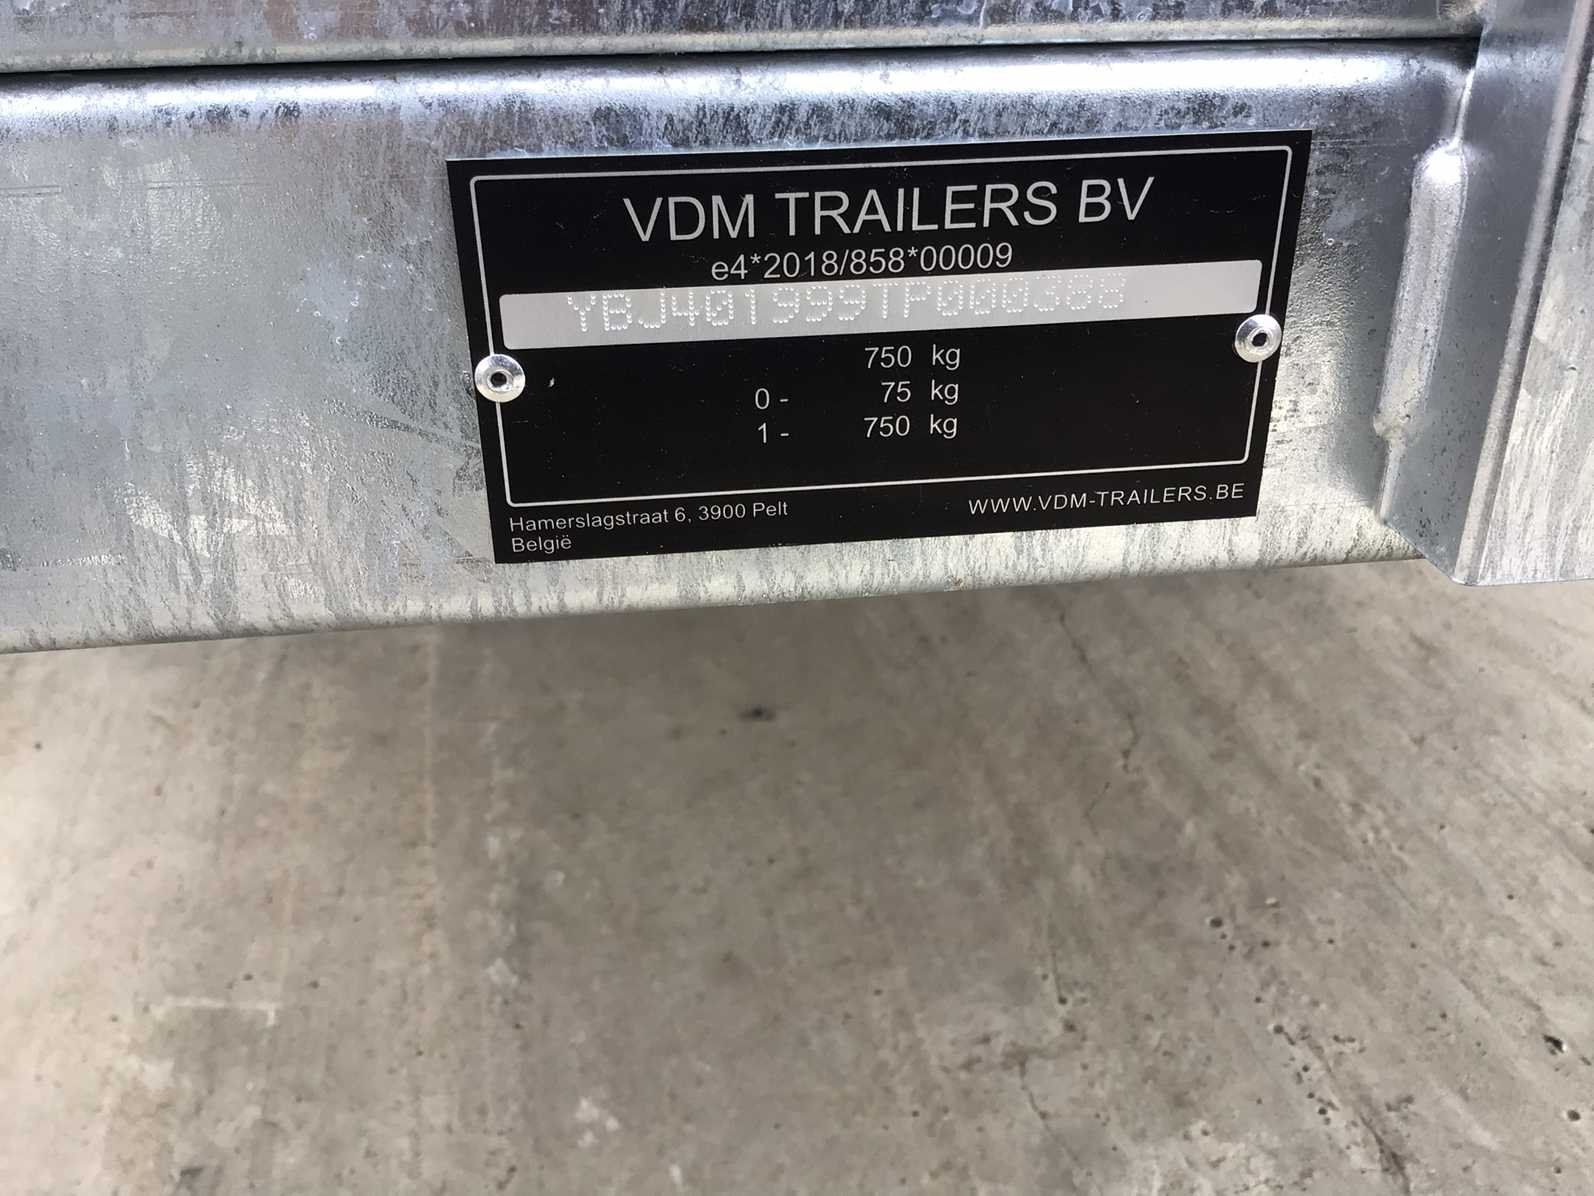 VDM TRAILERS BV
e4*2018/858*00009
YBJ401999TP000388
750 kg
0 - 75 kg
1 - 750 kg
Hamerslagstraat 6, 3900 Pelt
België
WWW.VDM-TRAILERS.BE